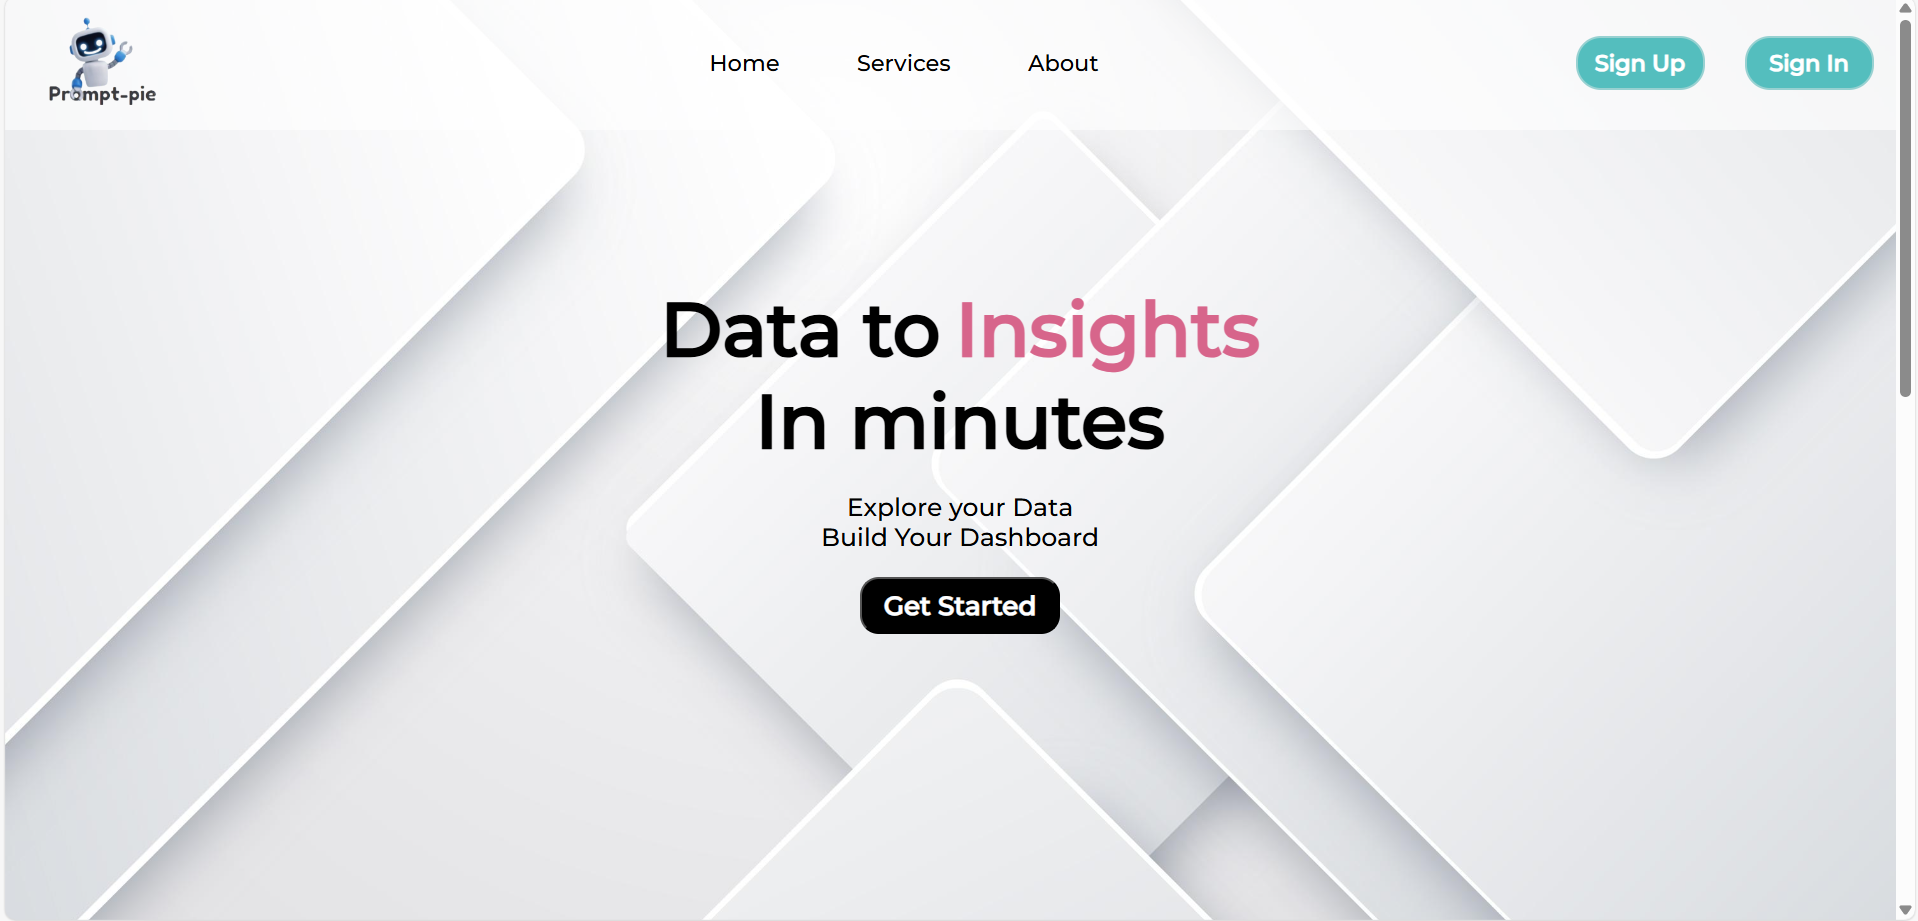 Prompt-pie
Home
Services
About
Sign Up
Sign In
Data to Insights
In minutes
Explore your Data
Build Your Dashboard
Get Started